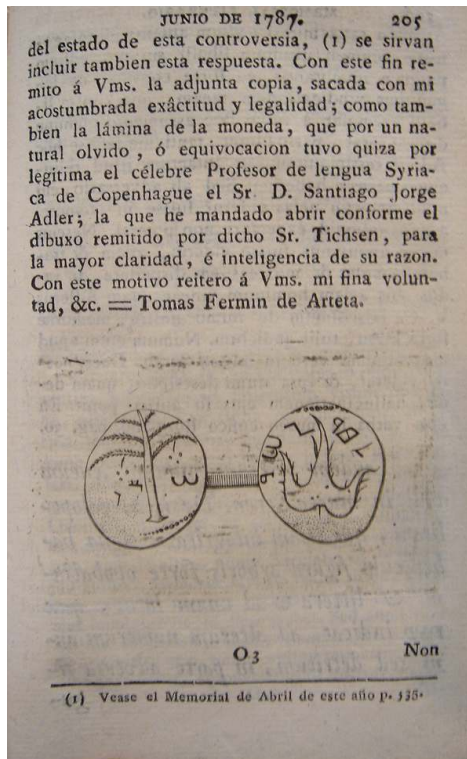 JUNIO DE 1787. 205
del estado de esta controversia, (1) se sirvan
incluir tambien esta respuesta. Con este fin re-
mito á Vms. la adjunta copia, sacada con mi
acostumbrada exâctitud y legalidad; como tam-
bien la lámina de la moneda, que por un na-
tural olvido, ó equivocacion tuvo quiza por
legitima el célebre Profesor de lengua Syria-
ca de Copenhague el Sr. D. Santiago Jorge
Adler; la que he mandado abrir conforme el
dibuxo remitido por dicho Sr. Tichsen, para
la mayor claridad, é inteligencia de su razon.
Con este motivo reitero á Vms. mi fina volun-
tad, &c. = Tomas Fermin de Arteta.
O3 Non
(1) Vease el Memorial de Abril de este año p. 535.